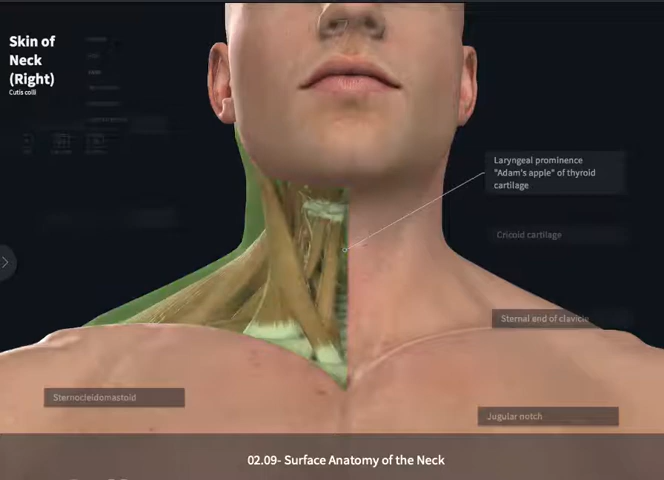 Skin of
Neck
(Right)
Cutis colli
Laryngeal prominence
"Adam's apple" of thyroid
cartilage
Cricoid cartilage
Sternal end of clavicle
Sternocleidomastoid
Jugular notch
02.09- Surface Anatomy of the Neck